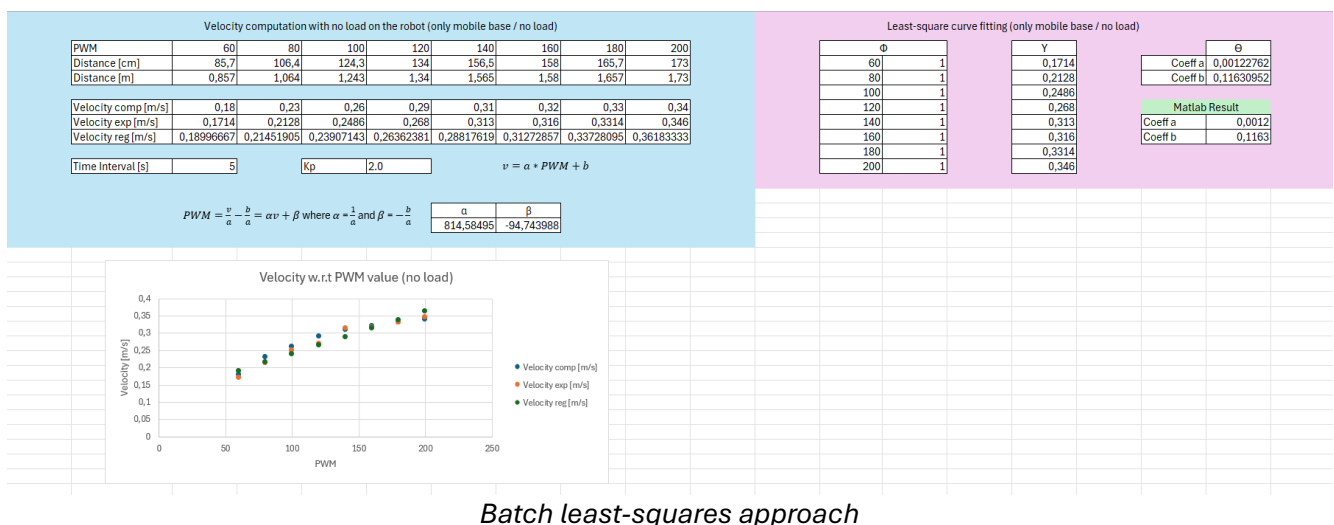 Velocity computation with no load on the robot (only mobile base / no load)
PWM 60 80 100 120 140 160 180 200
Distance [cm] 85,7 106,4 124,3 134 156,5 158 165,7 173
Distance [m] 0,857 1,064 1,243 1,34 1,565 1,58 1,657 1,73
Velocity comp [m/s] 0,18 0,23 0,26 0,29 0,31 0,32 0,33 0,34
Velocity exp [m/s] 0,1714 0,2128 0,2486 0,268 0,313 0,316 0,3314 0,346
Velocity reg [m/s] 0,18996667 0,21451905 0,23907143 0,26362381 0,28817619 0,31272857 0,33728095 0,36183333
Time Interval [s] 5 Kp 2.0 v = a * PWM + b
PWM = v/a − b/a = αv + β where α = 1/a and β = − b/a
α β
814,58495 -94,743988
Least-square curve fitting (only mobile base / no load)
Φ Y Θ
60 1 0,1714 Coeff a 0,00122762
80 1 0,2128 Coeff b 0,11630952
100 1 0,2486
120 1 0,268 Matlab Result
140 1 0,313 Coeff a 0,0012
160 1 0,316 Coeff b 0,1163
180 1 0,3314
200 1 0,346
Velocity w.r.t PWM value (no load)
0,4
0,35
0,3
0,25
0,2
0,15
0,1
0,05
0
Velocity [m/s]
0 50 100 150 200 250
PWM
Velocity comp [m/s]
Velocity exp [m/s]
Velocity reg [m/s]
Batch least-squares approach